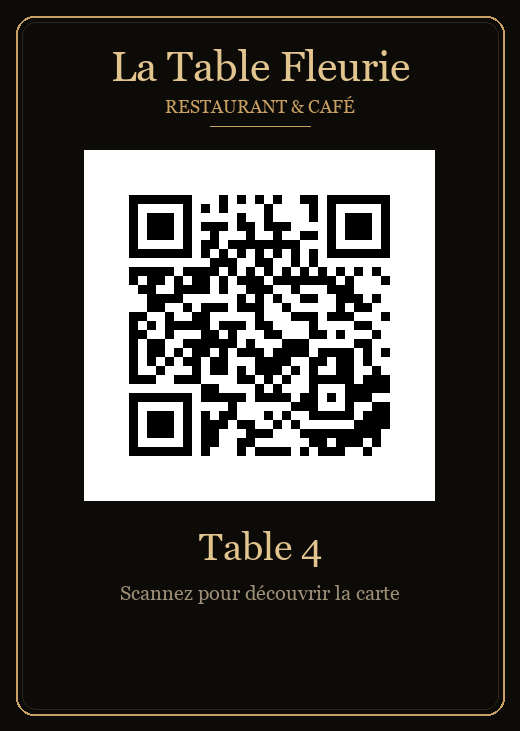 La Table Fleurie
RESTAURANT & CAFÉ
Table 4
Scannez pour découvrir la carte